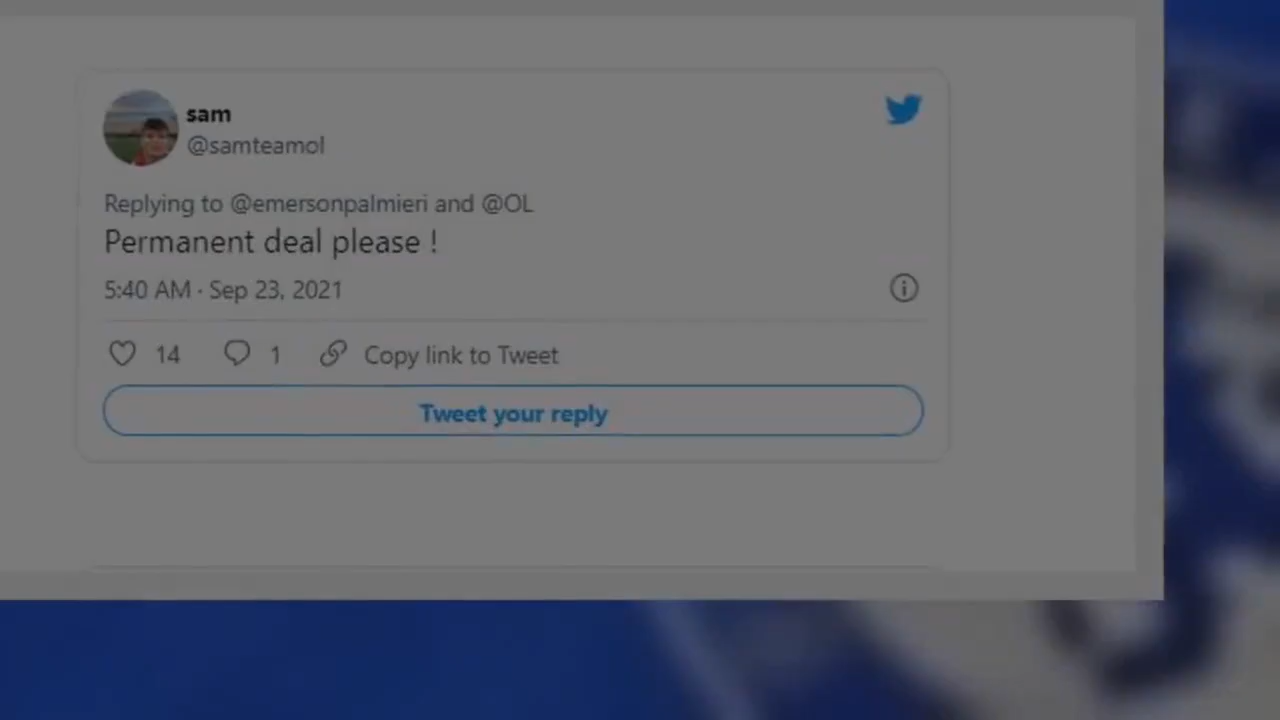 sam
@samteamol
Replying to @emersonpalmieri and @OL
Permanent deal please !
5:40 AM · Sep 23, 2021
14 1 Copy link to Tweet
Tweet your reply